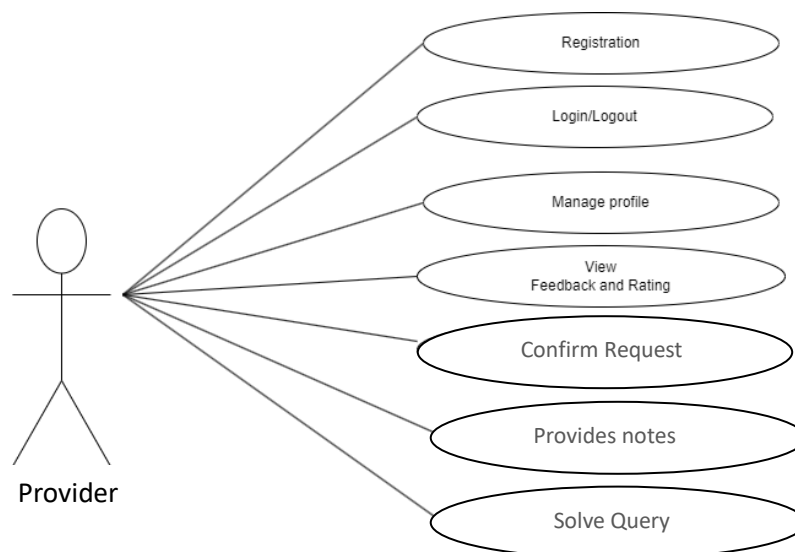 Registration
Login/Logout
Manage profile
View
Feedback and Rating
Confirm Request
Provides notes
Provider
Solve Query